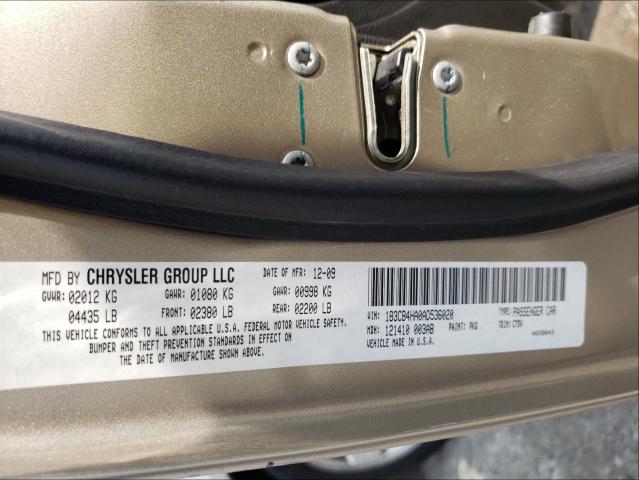 MFD BY CHRYSLER GROUP LLC DATE OF MFR: 12-09
GVWR: 02012 KG GAWR: 01080 KG GAWR: 00998 KG
04435 LB FRONT: 02380 LB REAR: 02200 LB
THIS VEHICLE CONFORMS TO ALL APPLICABLE U.S.A. FEDERAL MOTOR VEHICLE SAFETY,
BUMPER AND THEFT PREVENTION STANDARDS IN EFFECT ON
THE DATE OF MANUFACTURE SHOWN ABOVE.
VIN: 1B3CB4HA0AD536020 TYPE: PASSENGER CAR
MDH: 121410 003AB PAINT: PKG TRIM:
VEHICLE MADE IN U.S.A.